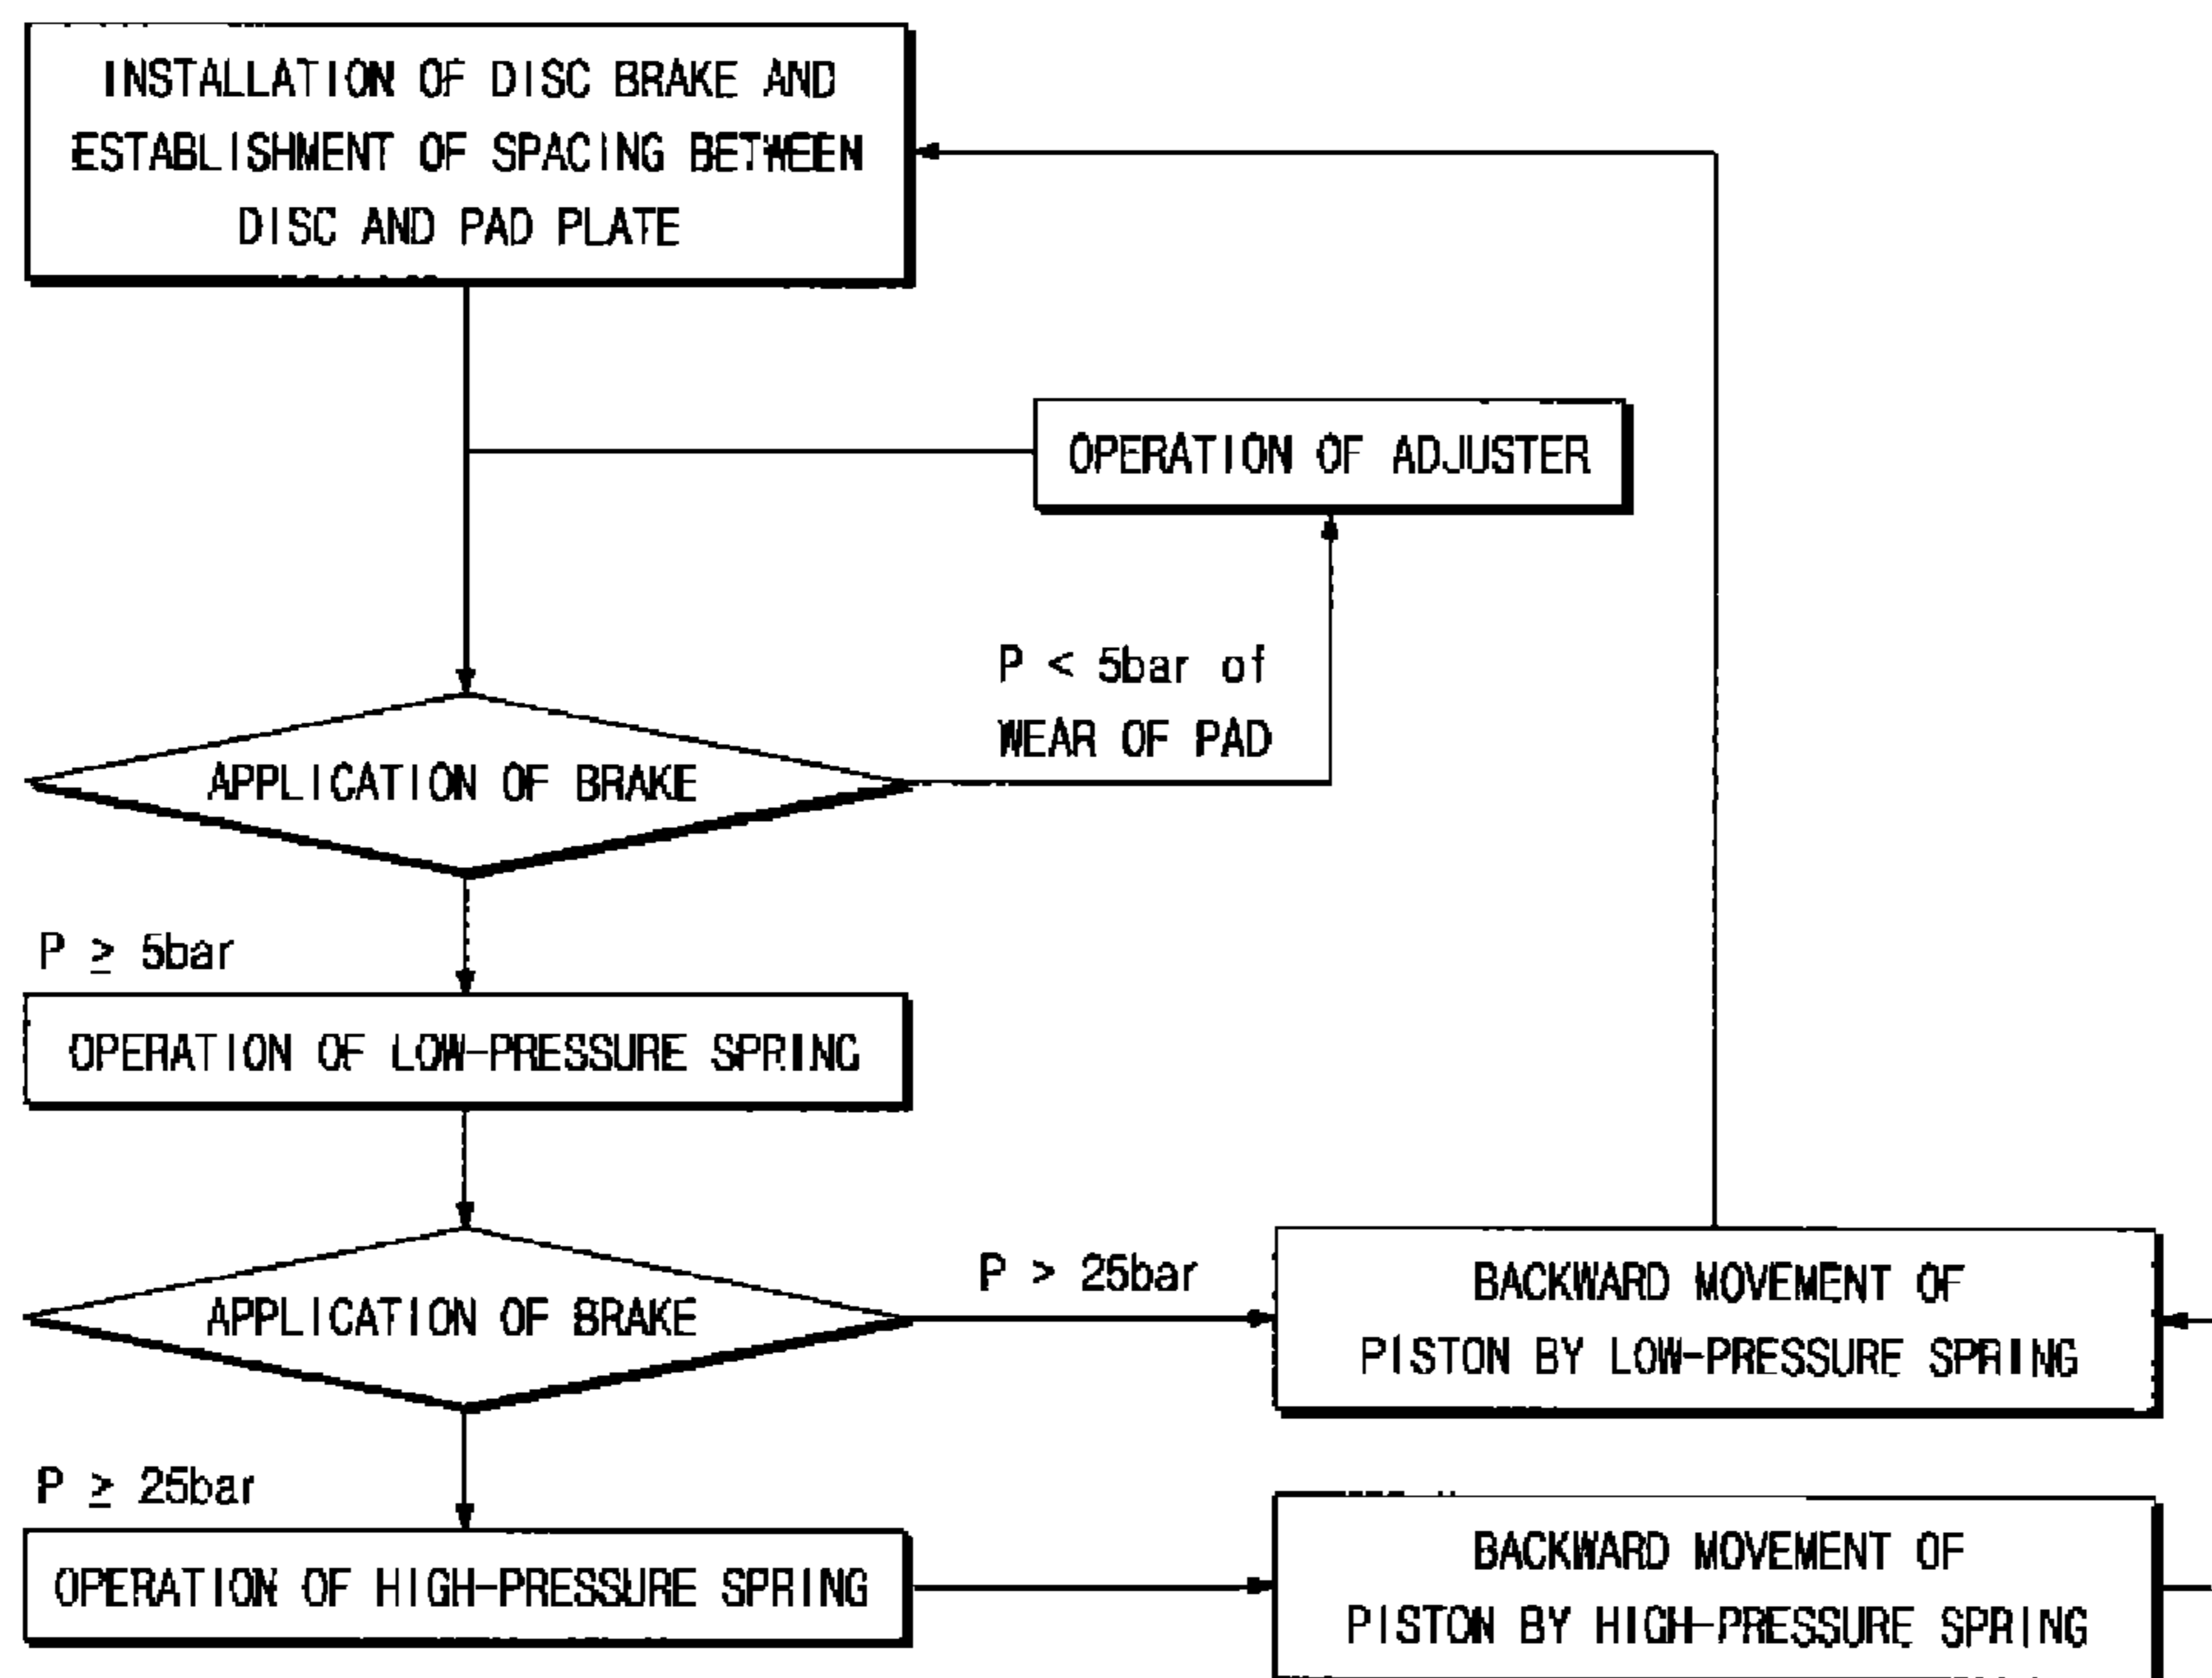 INSTALLATION OF DISC BRAKE AND
ESTABLISHMENT OF SPACING BETWEEN
DISC AND PAD PLATE
OPERATION OF ADJUSTER
P < 5bar of
WEAR OF PAD
APPLICATION OF BRAKE
P ≥ 5bar
OPERATION OF LOW-PRESSURE SPRING
APPLICATION OF BRAKE
P > 25bar
BACKWARD MOVEMENT OF
PISTON BY LOW-PRESSURE SPRING
P ≥ 25bar
OPERATION OF HIGH-PRESSURE SPRING
BACKWARD MOVEMENT OF
PISTON BY HIGH-PRESSURE SPRING